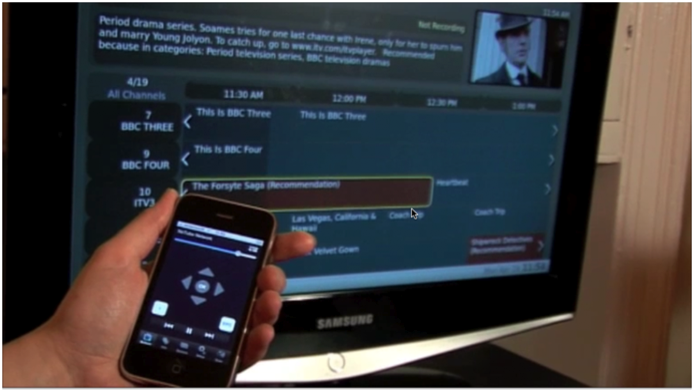 11:54 AM
Period drama series. Soames tries for one last chance with Irene, only for her to spurn him
Not Recording
and marry Young Jolyon. To catch up, go to www.itv.com/itvplayer. Recommended
because in categories: Period television series, BBC television dramas
4/19
All Channels
11:30 AM 12:00 PM 12:30 PM 1:00 PM
7
BBC THREE
This Is BBC Three This Is BBC Three
9
BBC FOUR
This Is BBC Four
10
ITV3
The Forsyte Saga (Recommendation) Heartbeat
Las Vegas, California &
Hawaii
Coach Trip Coach Trip
Velvet Gown
Shipwreck Detectives
(Recommendation)
SAMSUNG
OK